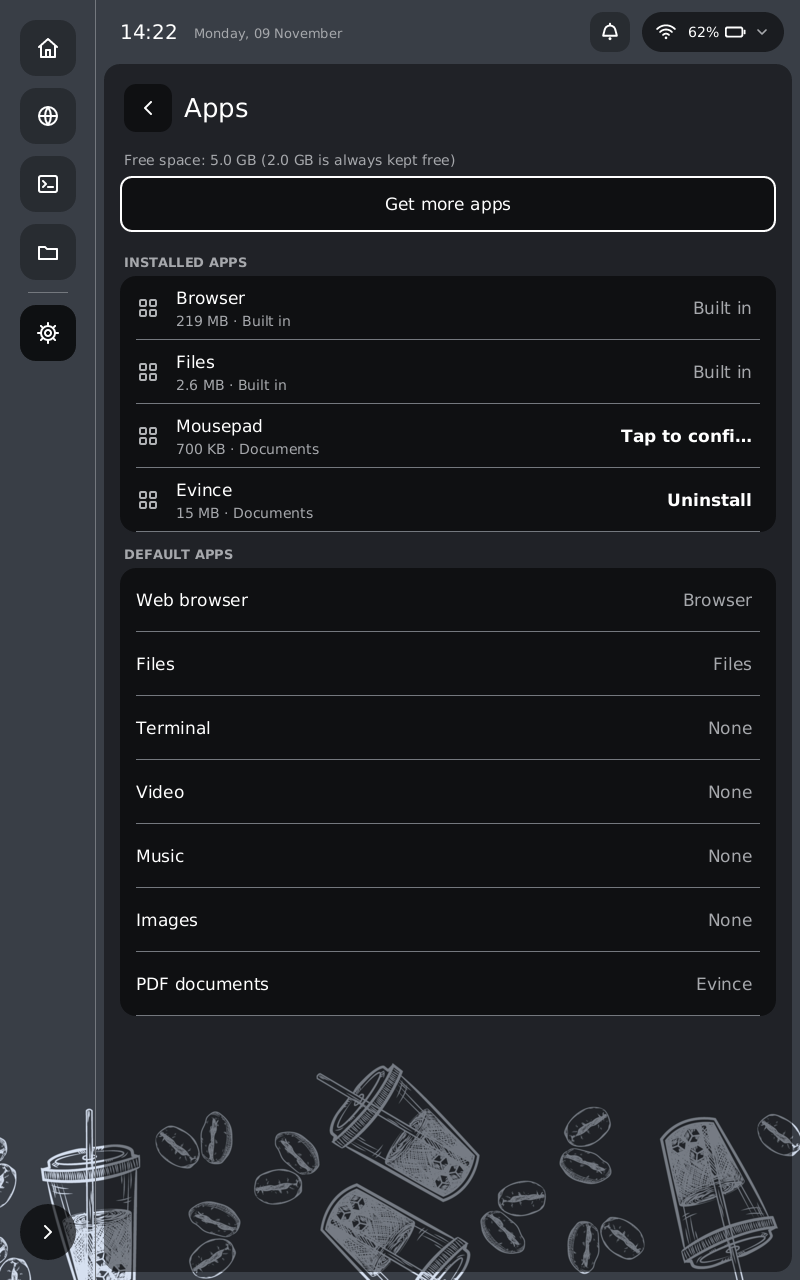 14:22 Monday, 09 November 62%
Apps
Free space: 5.0 GB (2.0 GB is always kept free)
Get more apps
INSTALLED APPS
Browser
219 MB · Built in
Built in
Files
2.6 MB · Built in
Built in
Mousepad
700 KB · Documents
Tap to confi…
Evince
15 MB · Documents
Uninstall
DEFAULT APPS
Web browser Browser
Files Files
Terminal None
Video None
Music None
Images None
PDF documents Evince